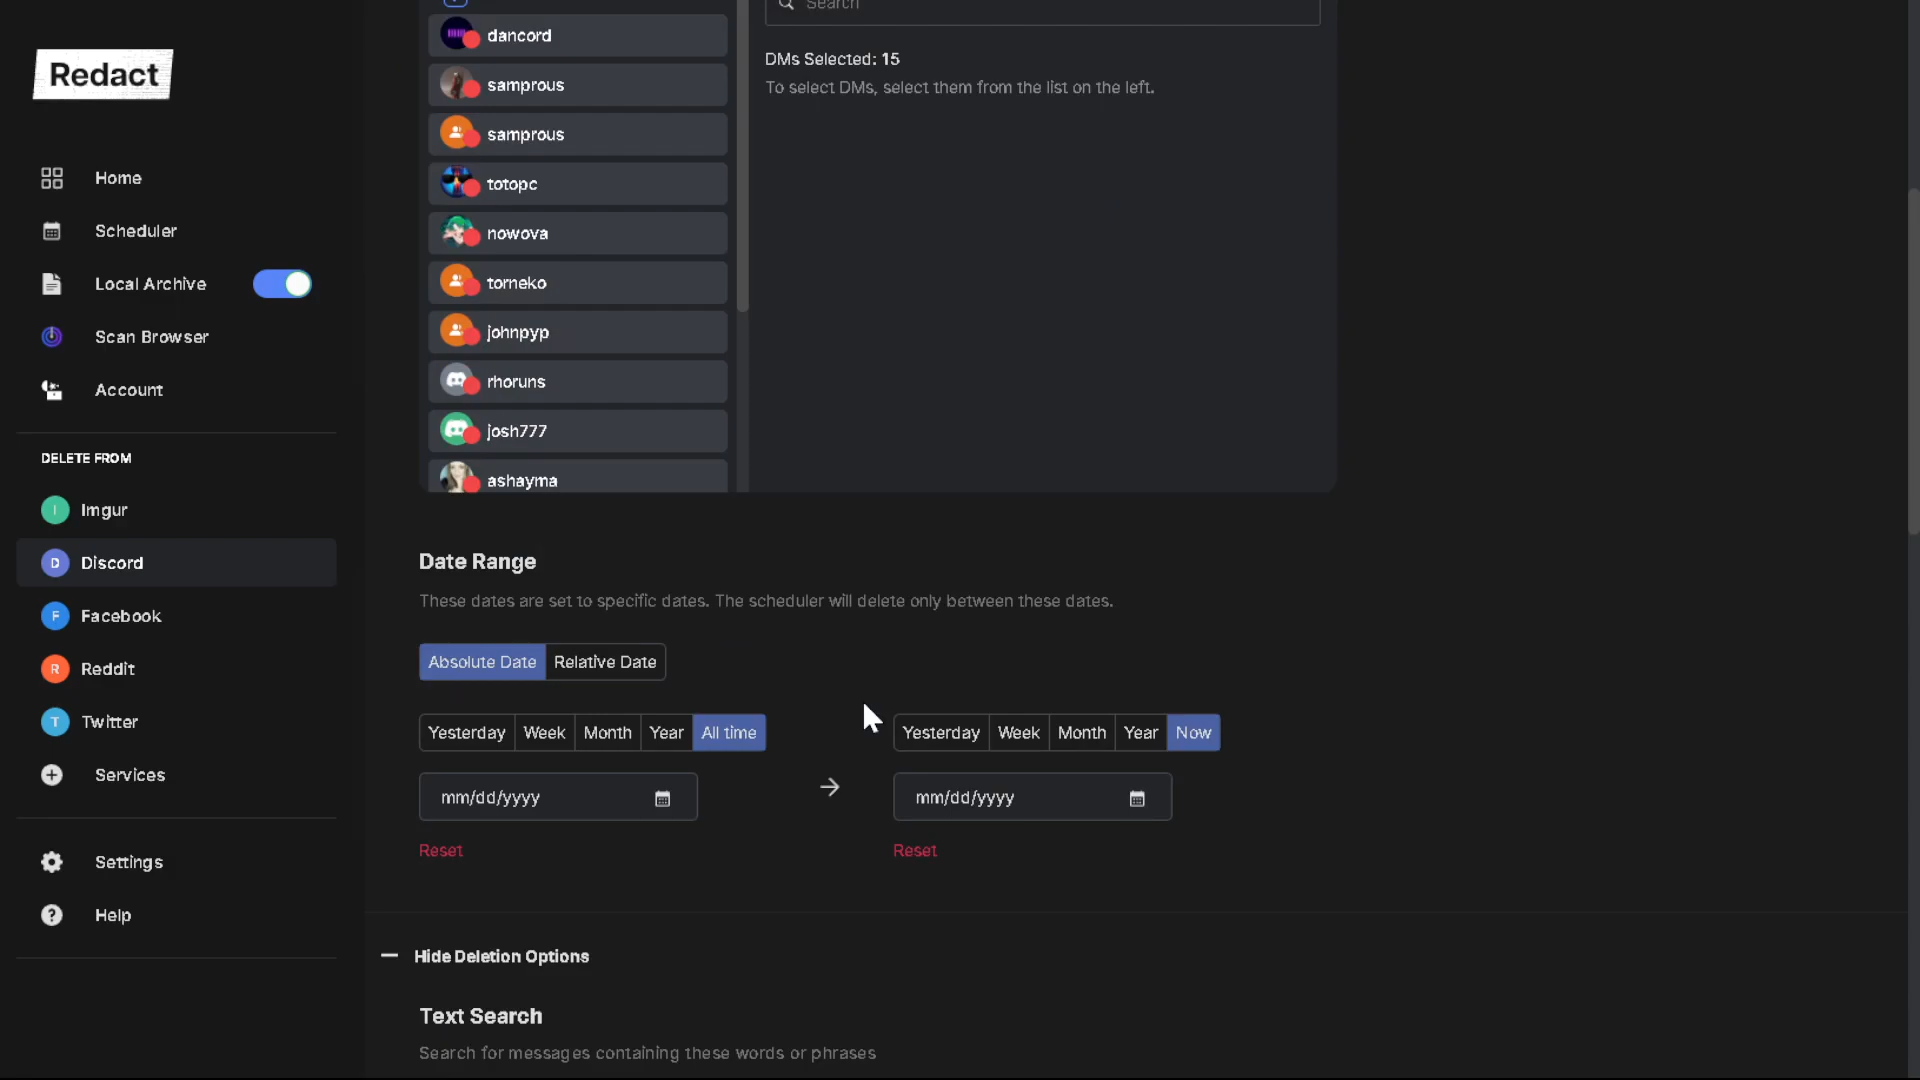 Redact
Home
Scheduler
Local Archive
Scan Browser
Account
DELETE FROM
I Imgur
D Discord
F Facebook
R Reddit
T Twitter
Services
Settings
Help
dancord
samprous
samprous
totopc
nowova
torneko
johnpyp
rhoruns
josh777
ashayma
Search
DMs Selected: 15
To select DMs, select them from the list on the left.
Date Range
These dates are set to specific dates. The scheduler will delete only between these dates.
Absolute Date Relative Date
Yesterday Week Month Year All time
Yesterday Week Month Year Now
mm/dd/yyyy
mm/dd/yyyy
Reset
Reset
Hide Deletion Options
Text Search
Search for messages containing these words or phrases